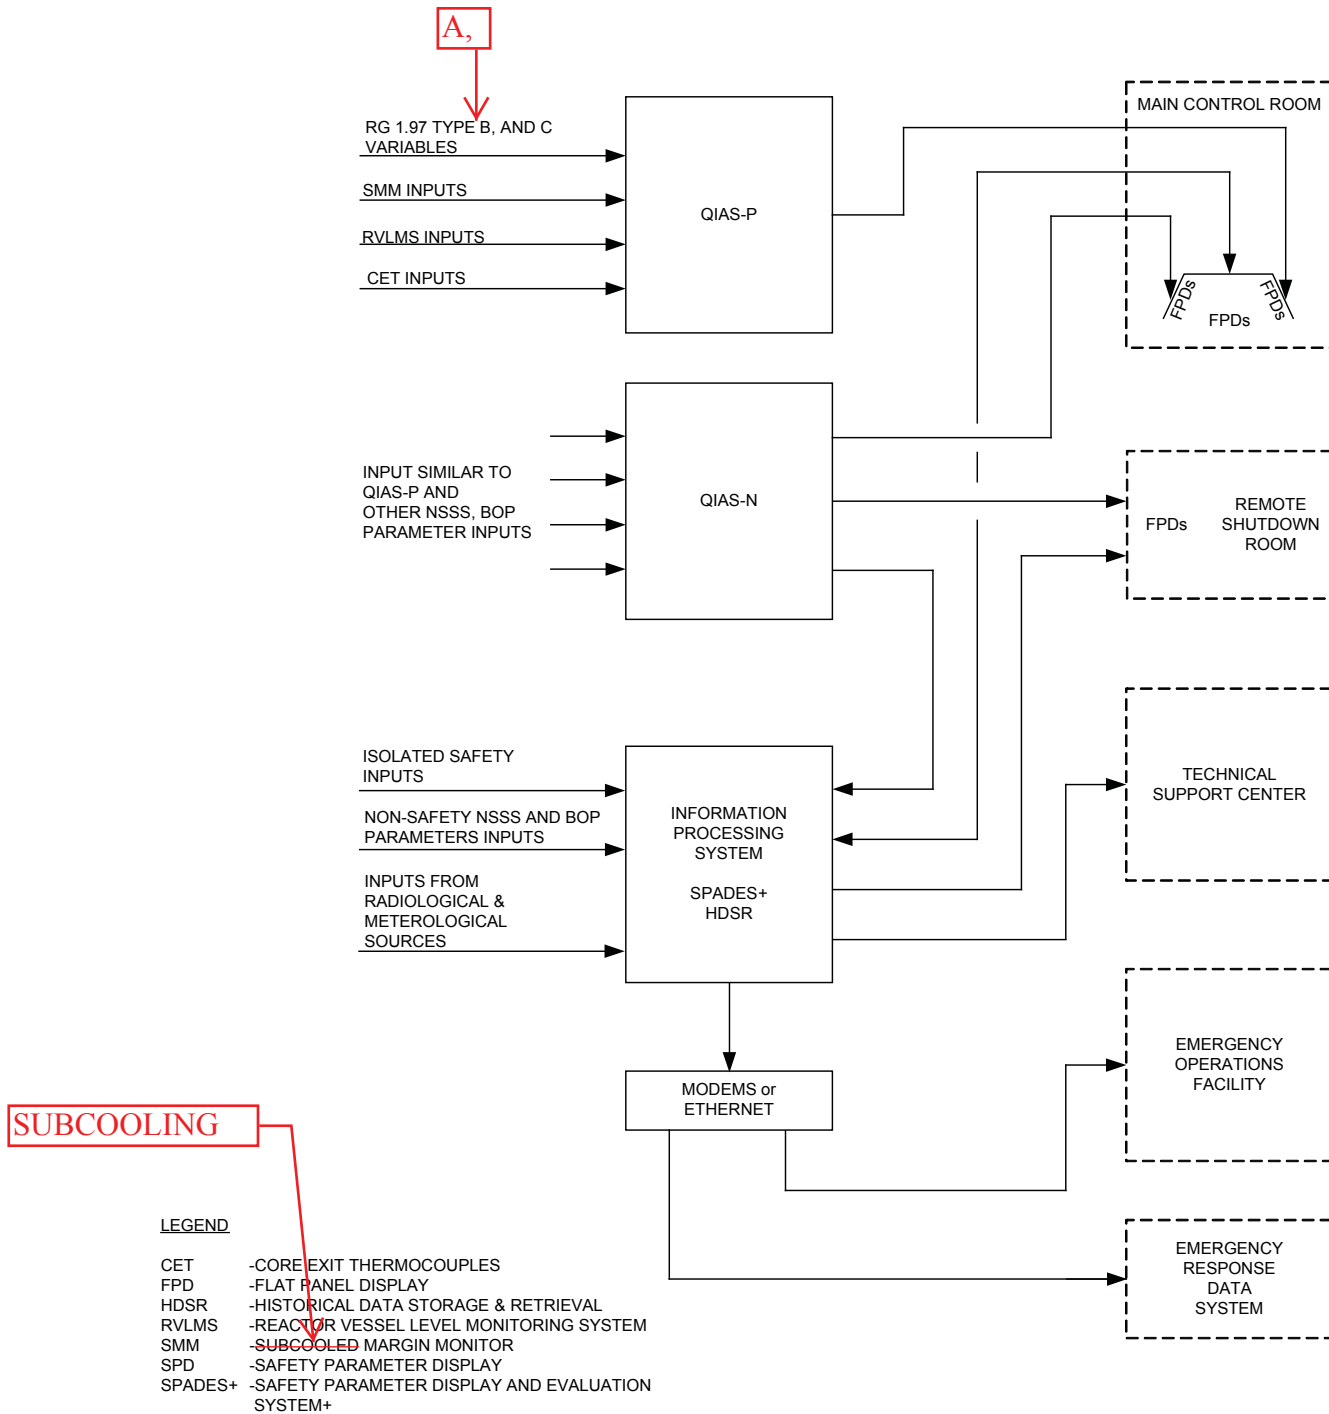 A,
RG 1.97 TYPE B, AND C
VARIABLES
SMM INPUTS
RVLMS INPUTS
CET INPUTS
QIAS-P
MAIN CONTROL ROOM
FPDs
FPDs
FPDs
INPUT SIMILAR TO
QIAS-P AND
OTHER NSSS, BOP
PARAMETER INPUTS
QIAS-N
FPDs
REMOTE
SHUTDOWN
ROOM
ISOLATED SAFETY
INPUTS
NON-SAFETY NSSS AND BOP
PARAMETERS INPUTS
INPUTS FROM
RADIOLOGICAL &
METEROLOGICAL
SOURCES
INFORMATION
PROCESSING
SYSTEM
SPADES+
HDSR
TECHNICAL
SUPPORT CENTER
MODEMS or
ETHERNET
EMERGENCY
OPERATIONS
FACILITY
EMERGENCY
RESPONSE
DATA
SYSTEM
SUBCOOLING
LEGEND
CET -CORE EXIT THERMOCOUPLES
FPD -FLAT PANEL DISPLAY
HDSR -HISTORICAL DATA STORAGE & RETRIEVAL
RVLMS -REACTOR VESSEL LEVEL MONITORING SYSTEM
SMM -SUBCOOLED MARGIN MONITOR
SPD -SAFETY PARAMETER DISPLAY
SPADES+ -SAFETY PARAMETER DISPLAY AND EVALUATION
SYSTEM+